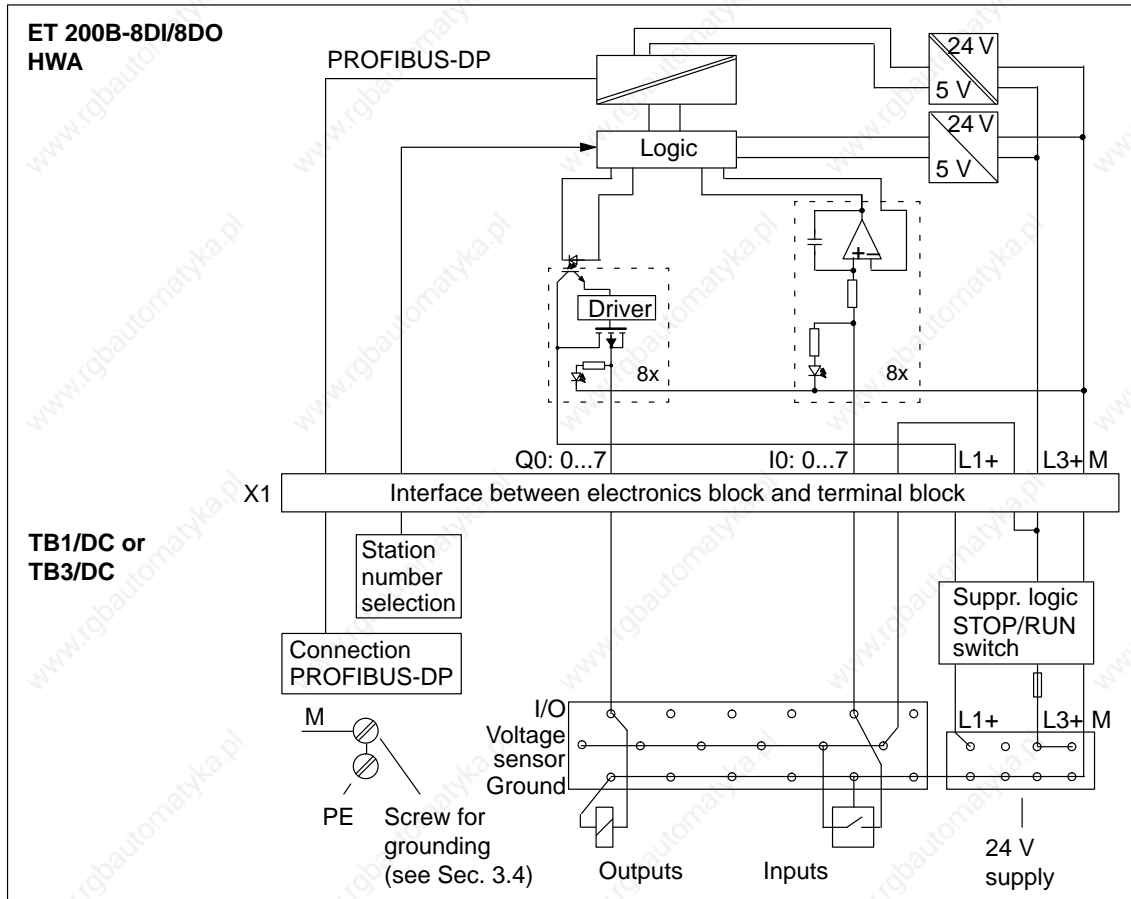 ET 200B-8DI/8DO
HWA
PROFIBUS-DP
24 V
5 V
24 V
5 V
Logic
+ −
Driver
8x
8x
Q0: 0...7
I0: 0...7
L1+
L3+ M
X1
Interface between electronics block and terminal block
TB1/DC or
TB3/DC
Station
number
selection
Suppr. logic
STOP/RUN
switch
Connection
PROFIBUS-DP
I/O
Voltage
sensor
Ground
L1+
L3+ M
M
PE
Screw for
grounding
(see Sec. 3.4)
Outputs
Inputs
24 V
supply
www.rgbautomatyka.pl